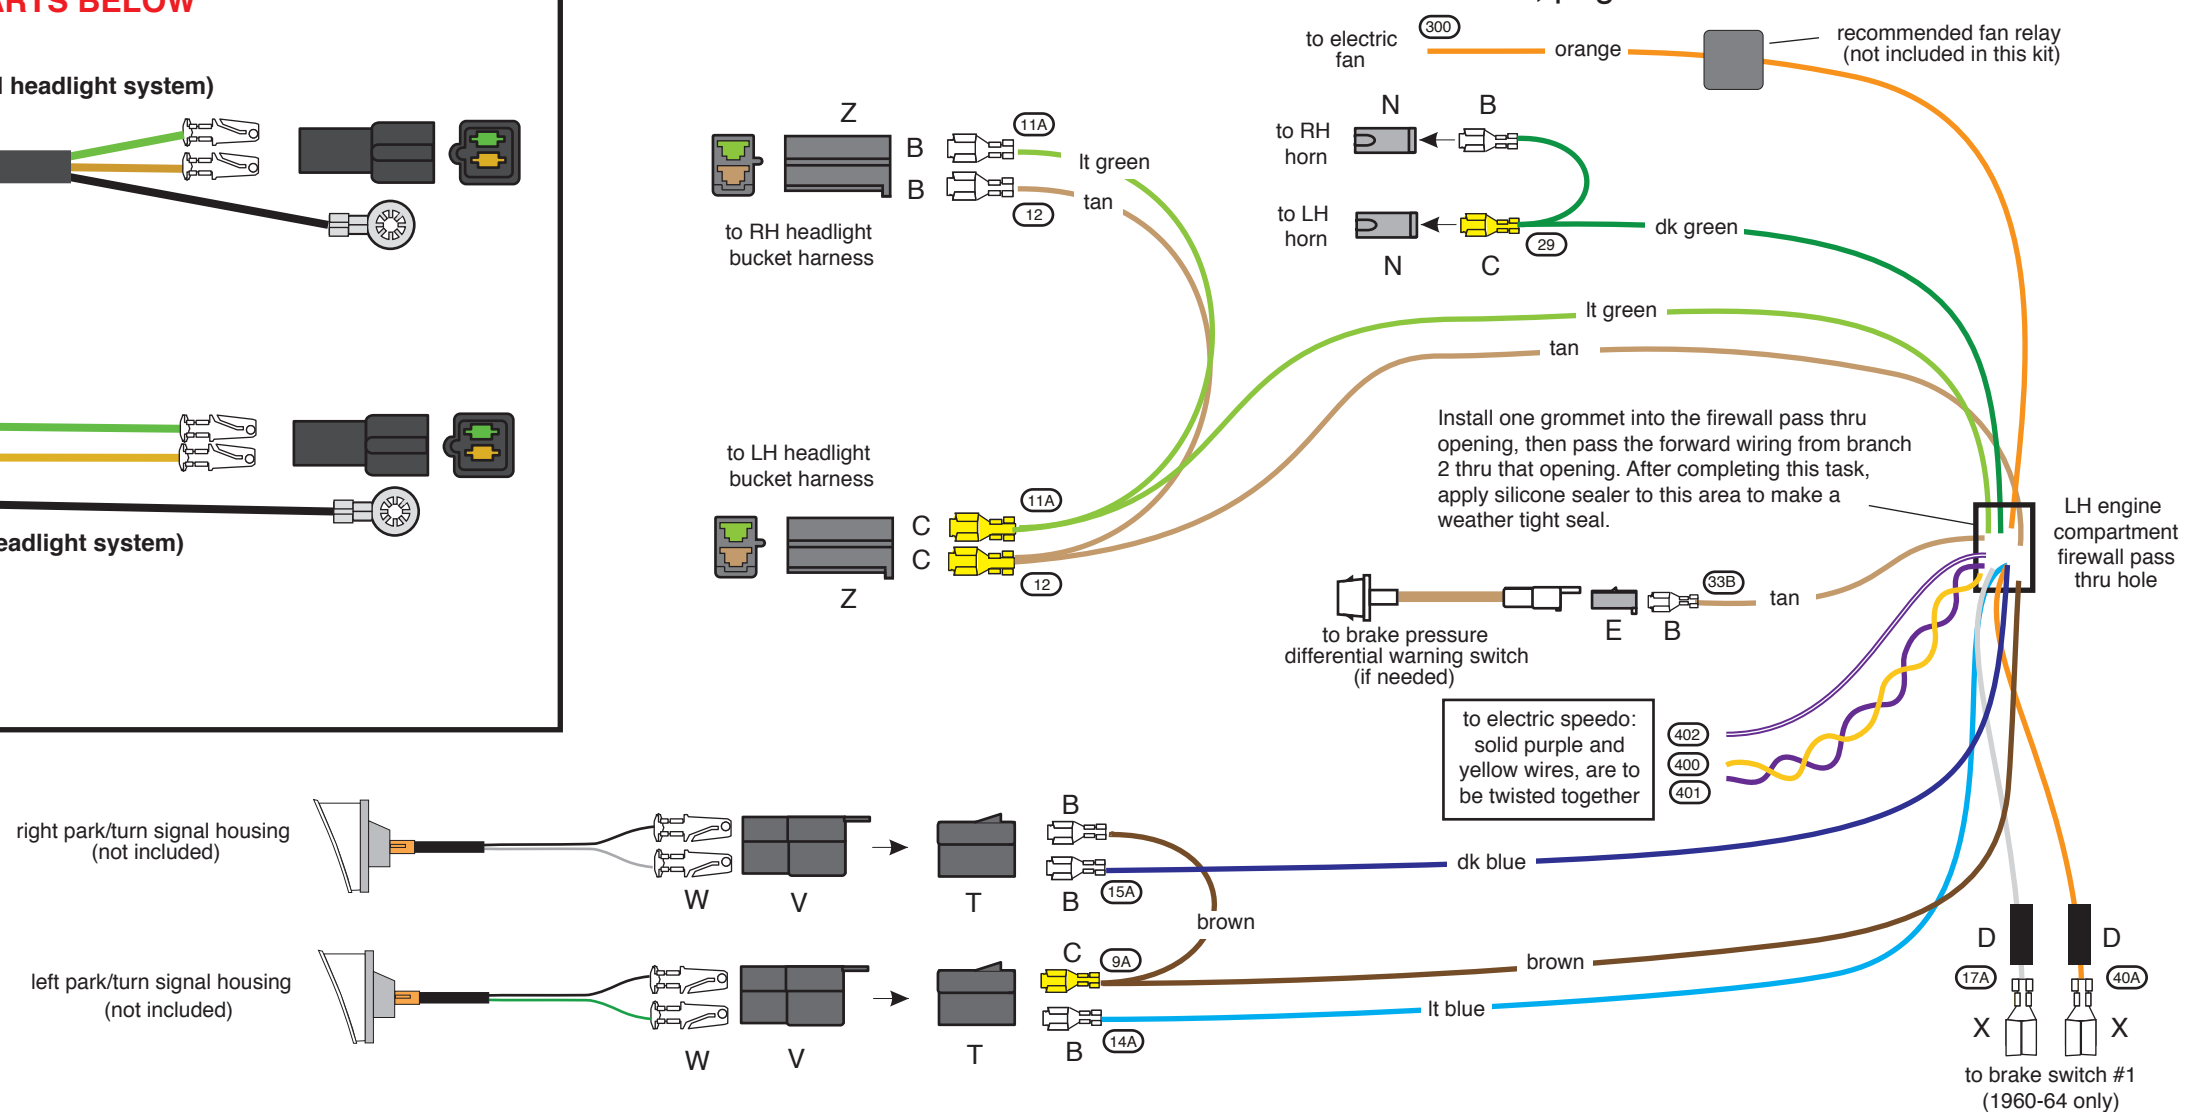 ARTS BELOW
headlight system)
eadlight system)
to electric
fan
300
orange
recommended fan relay
(not included in this kit)
Z
B
B
11A
12
lt green
tan
to RH headlight
bucket harness
N
B
to RH
horn
to LH
horn
N
C
29
dk green
lt green
tan
to LH headlight
bucket harness
C
C
11A
12
Z
Install one grommet into the firewall pass thru
opening, then pass the forward wiring from branch
2 thru that opening. After completing this task,
apply silicone sealer to this area to make a
weather tight seal.
LH engine
compartment
firewall pass
thru hole
33B
tan
E
B
to brake pressure
differential warning switch
(if needed)
to electric speedo:
solid purple and
yellow wires, are to
be twisted together
402
400
401
right park/turn signal housing
(not included)
W
V
T
B
B
15A
dk blue
brown
left park/turn signal housing
(not included)
W
V
T
C
9A
B
14A
brown
lt blue
D
D
17A
40A
X
X
to brake switch #1
(1960-64 only)